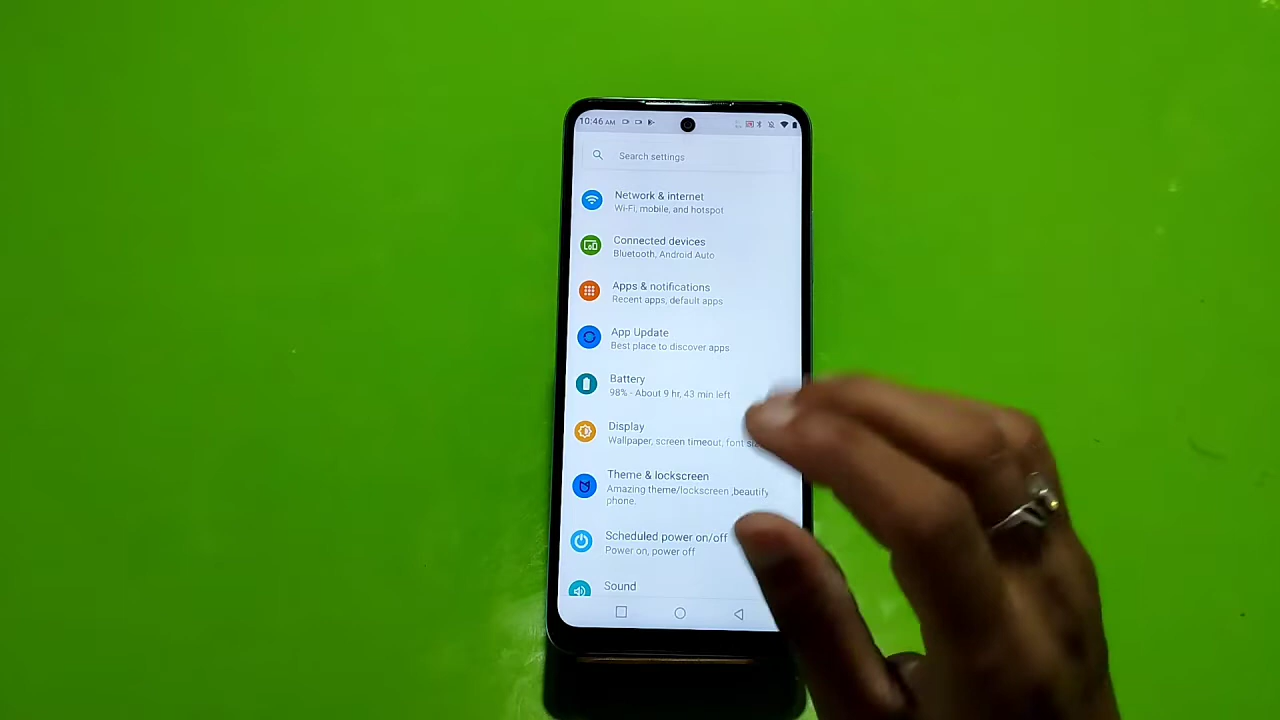 10:46 AM
Search settings
Network & internet
Wi-Fi, mobile, and hotspot
Connected devices
Bluetooth, Android Auto
Apps & notifications
Recent apps, default apps
App Update
Best place to discover apps
Battery
98% - About 9 hr, 43 min left
Display
Wallpaper, screen timeout, font
Theme & lockscreen
Amazing theme/lockscreen ,beautify
phone.
Scheduled power on/off
Power on, power off
Sound